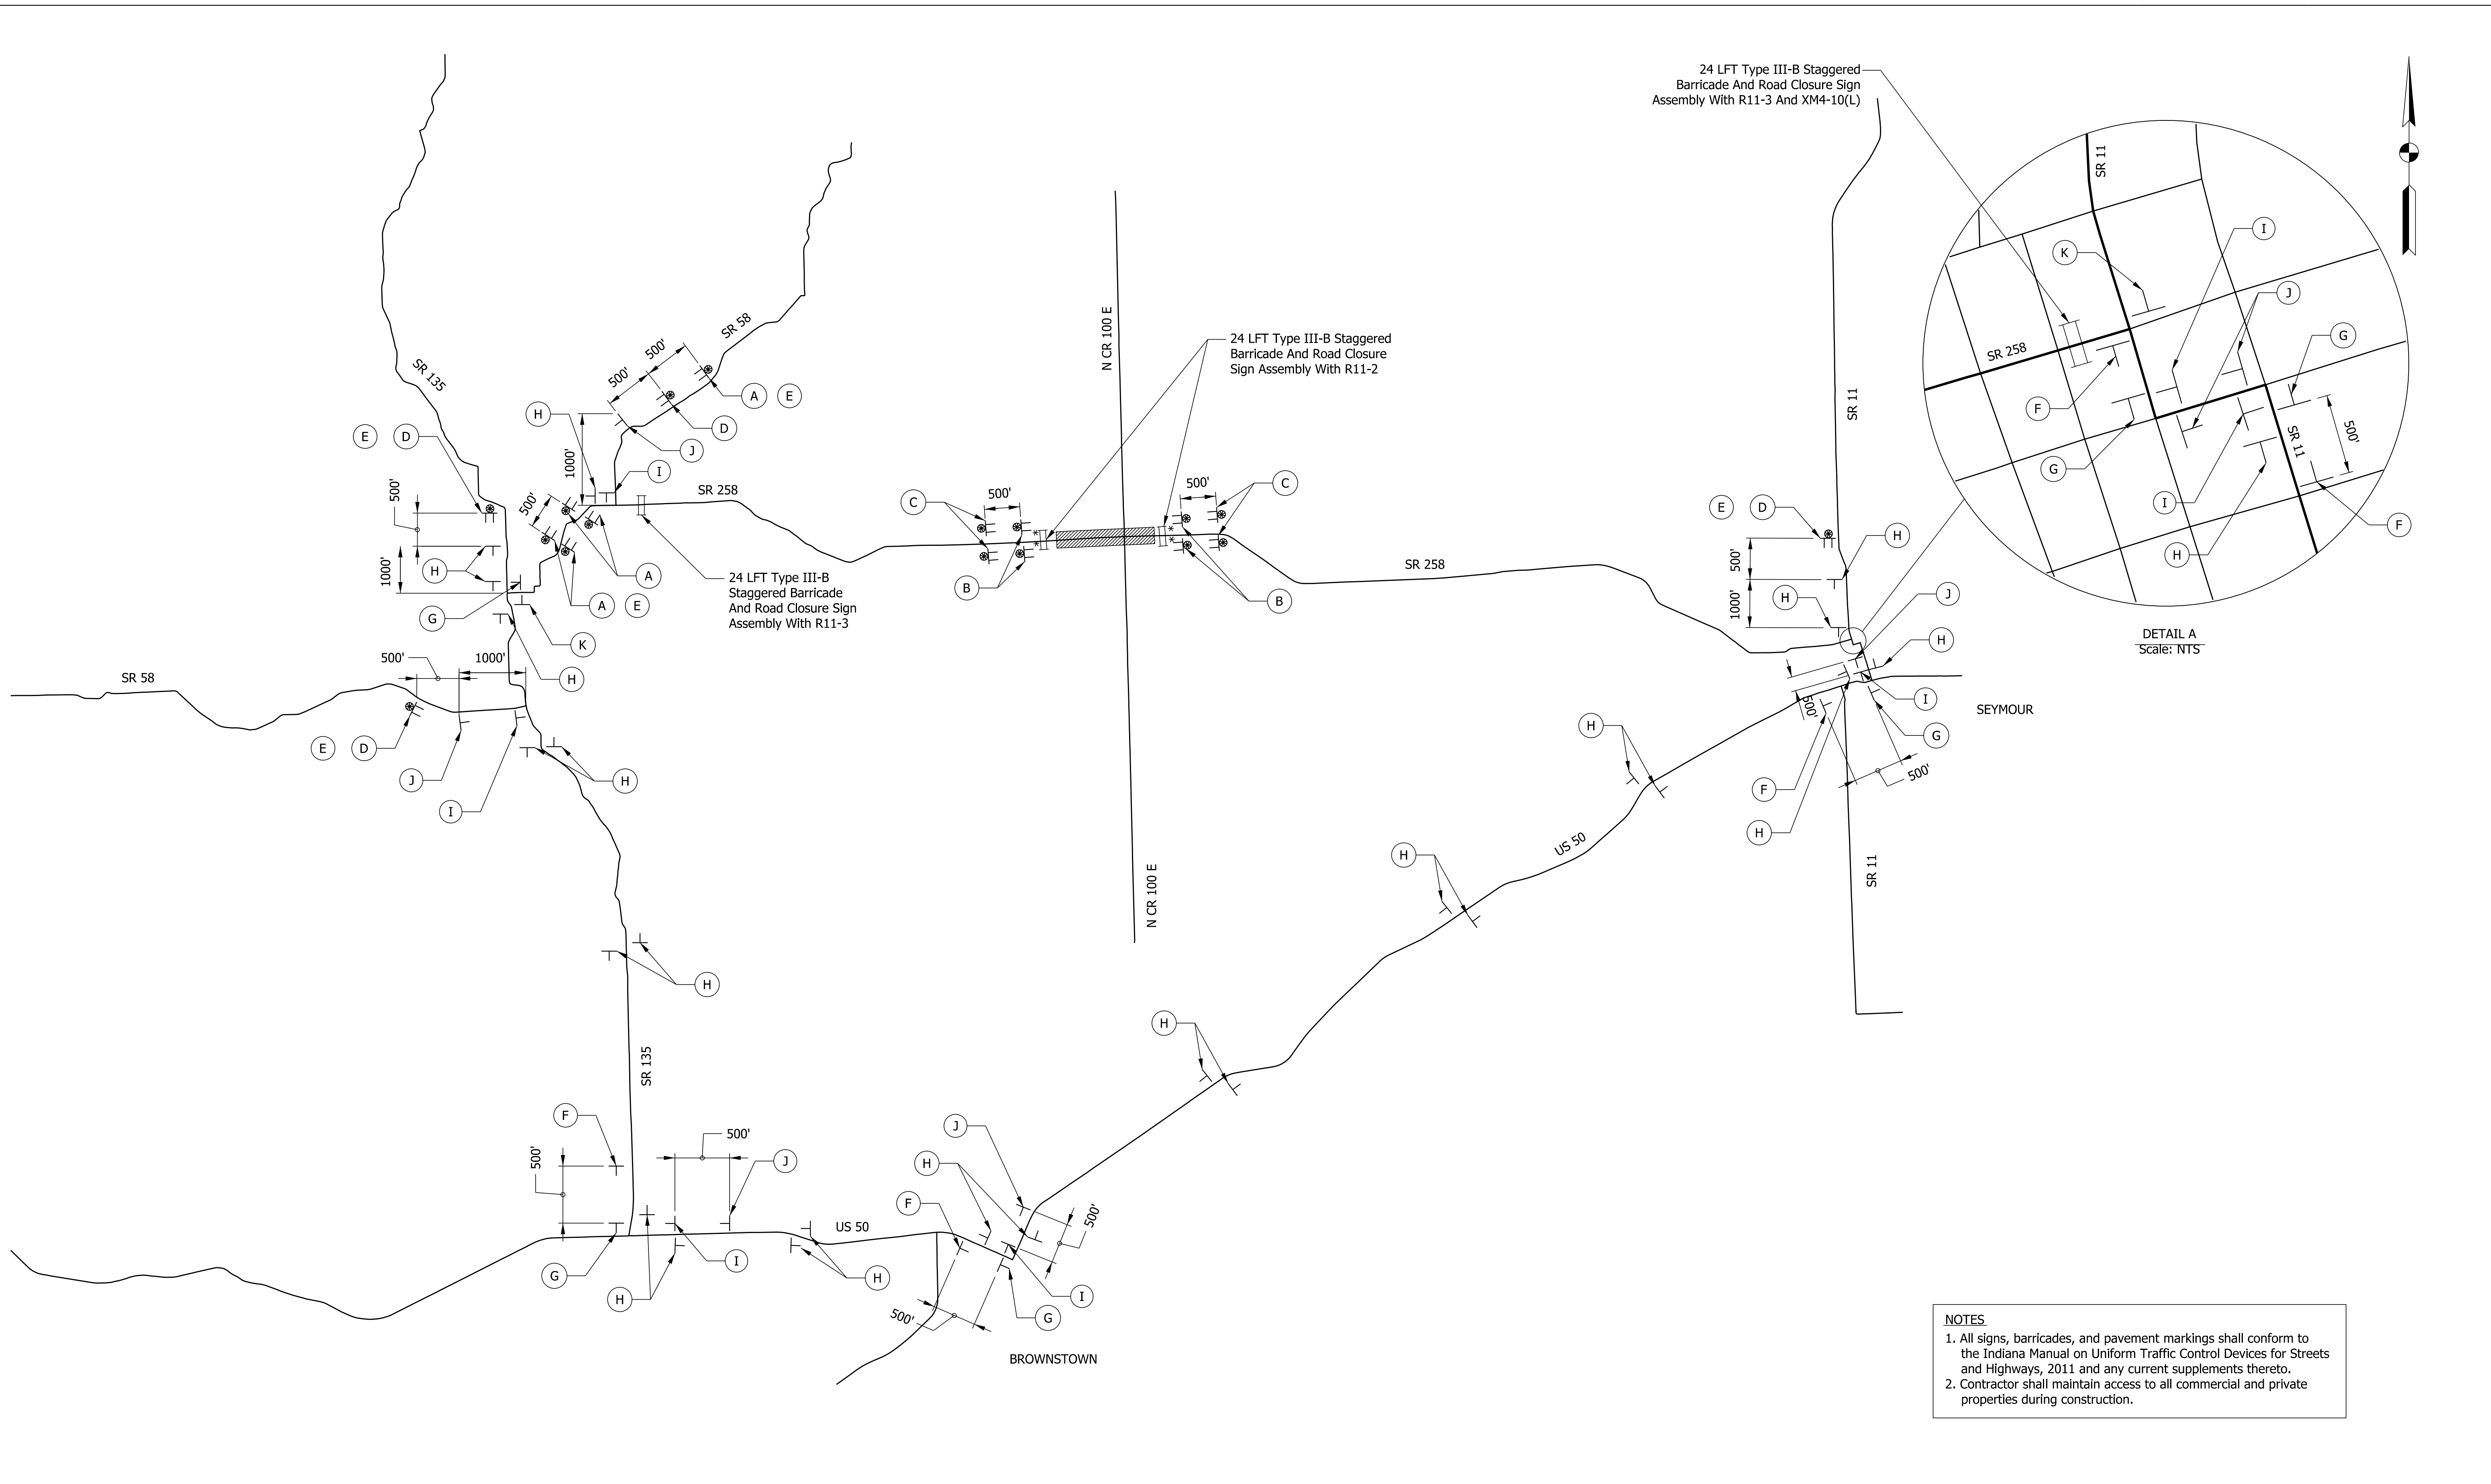 24 LFT Type III-B Staggered
Barricade And Road Closure Sign
Assembly With R11-3 And XM4-10(L)
SR 11
I
K
J
SR 258
G
F
G
SR 11
500'
I
H
F
DETAIL A
Scale: NTS
SR 58
500'
500'
A
E
D
J
H
I
1000'
SR 135
E
D
500'
1000'
H
G
500'
A
A
E
K
H
SR 258
24 LFT Type III-B
Staggered Barricade
And Road Closure Sign
Assembly With R11-3
N CR 100 E
24 LFT Type III-B Staggered
Barricade And Road Closure
Sign Assembly With R11-2
C
500'
B
500'
C
B
SR 258
SR 11
E
D
500'
1000'
H
H
J
H
I
G
500'
500'
F
H
SEYMOUR
SR 11
SR 58
500'
1000'
E
D
J
I
H
H
SR 135
H
H
US 50
H
N CR 100 E
H
F
500'
500'
J
G
H
I
US 50
H
J
H
F
500'
I
G
500'
BROWNSTOWN
NOTES
1. All signs, barricades, and pavement markings shall conform to
the Indiana Manual on Uniform Traffic Control Devices for Streets
and Highways, 2011 and any current supplements thereto.
2. Contractor shall maintain access to all commercial and private
properties during construction.